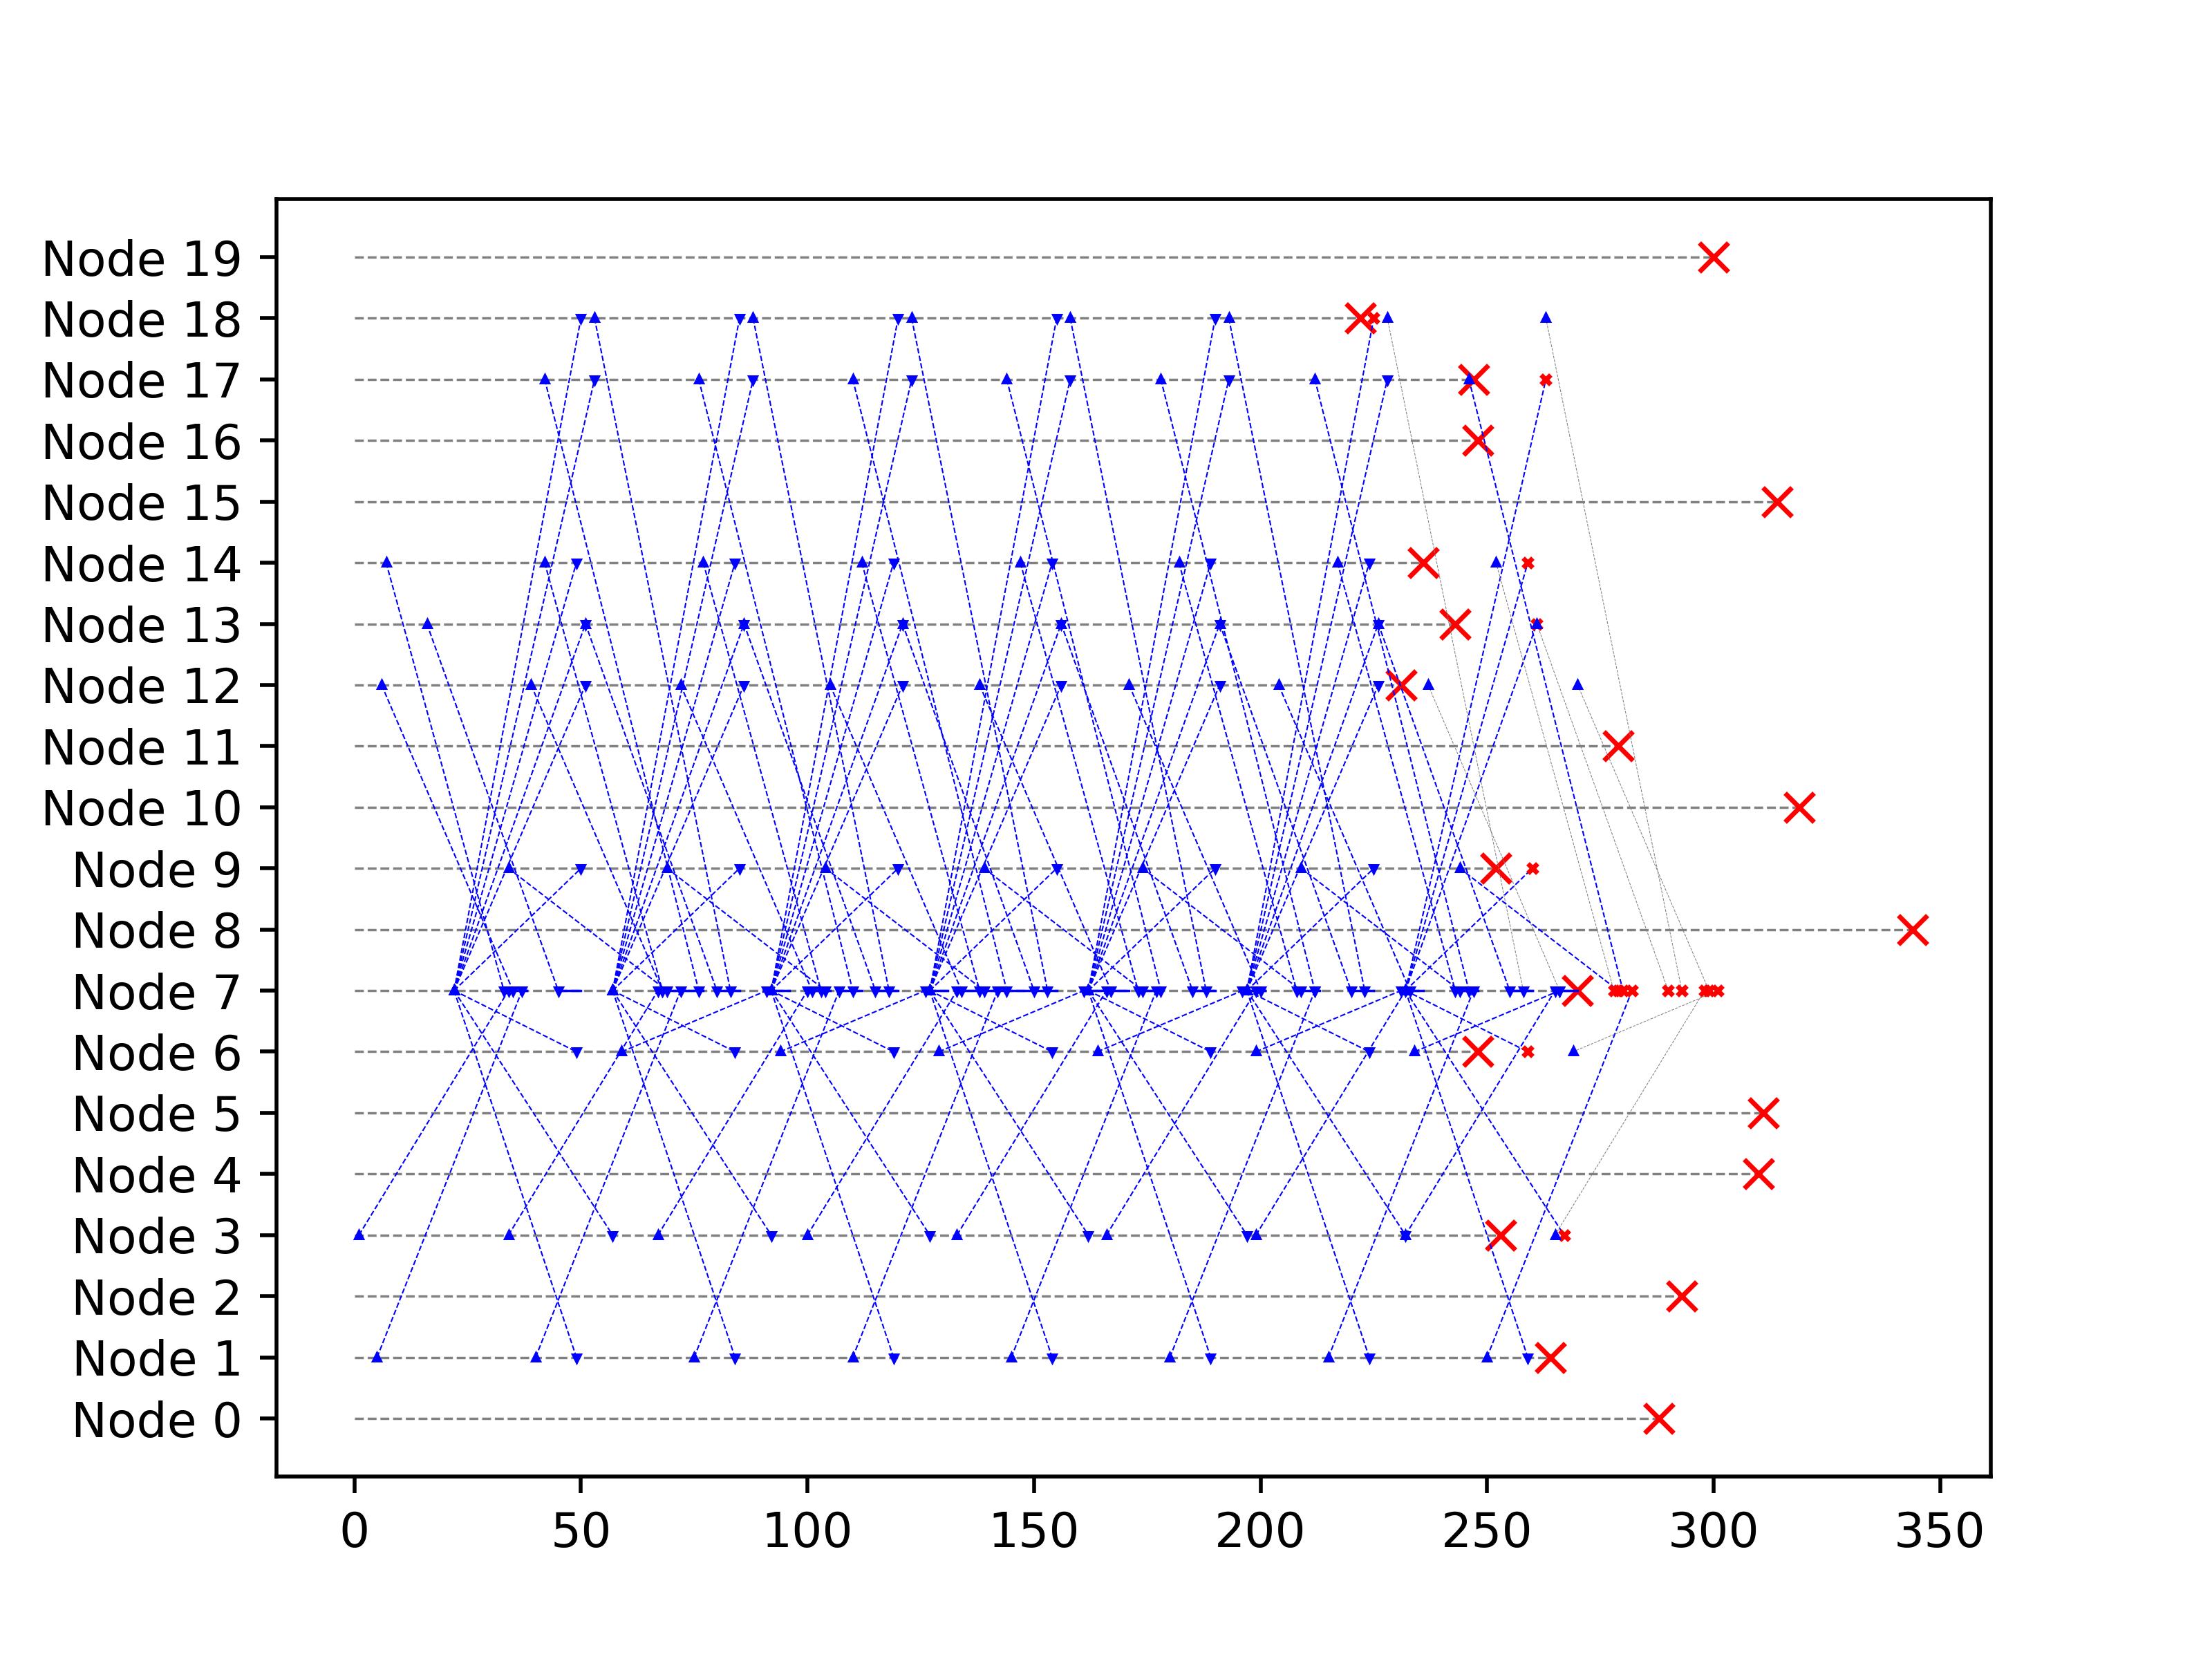 Node 19
Node 18
Node 17
Node 16
Node 15
Node 14
Node 13
Node 12
Node 11
Node 10
Node 9
Node 8
Node 7
Node 6
Node 5
Node 4
Node 3
Node 2
Node 1
Node 0
0 50 100 150 200 250 300 350